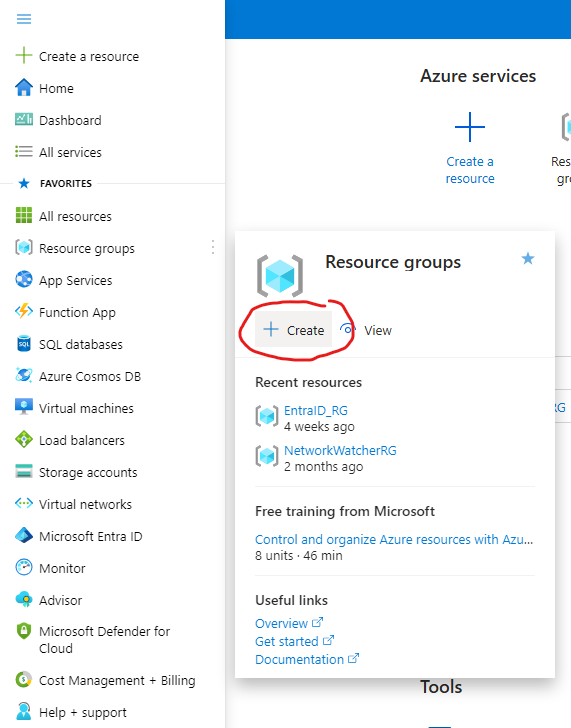 Create a resource
Home
Dashboard
All services
FAVORITES
All resources
Resource groups
App Services
Function App
SQL databases
Azure Cosmos DB
Virtual machines
Load balancers
Storage accounts
Virtual networks
Microsoft Entra ID
Monitor
Advisor
Microsoft Defender for
Cloud
Cost Management + Billing
Help + support
Azure services
Create a
resource
Resource groups
Create
View
Recent resources
EntraID_RG
4 weeks ago
NetworkWatcherRG
2 months ago
Free training from Microsoft
Control and organize Azure resources with Azu...
8 units · 46 min
Useful links
Overview
Get started
Documentation
RG
Tools